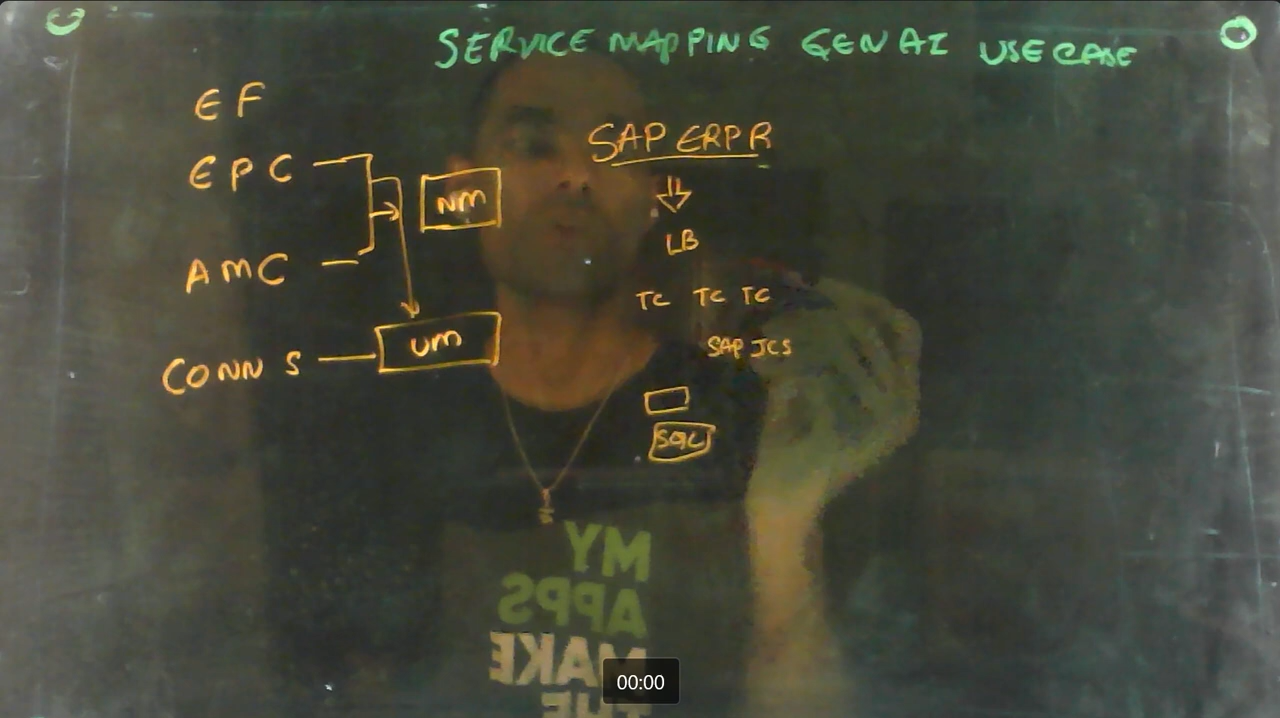 SERVICE MAPPING GENAI USECASE
EF
EPC
NM
AMC
CONN S
UM
SAP ERPR
LB
TC TC TC
SAP JCS
SQL
MY
APPS
MAKE
THE
00:00